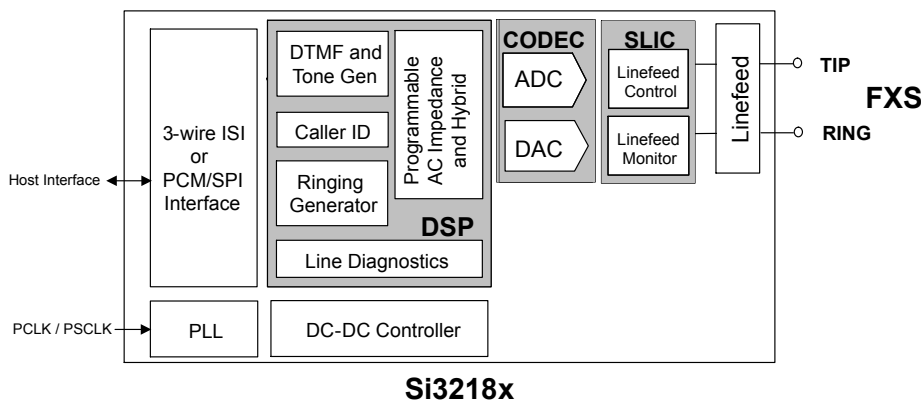 CODEC
SLIC
DTMF and
Tone Gen
Programmable
AC Impedance
and Hybrid
ADC
Linefeed
Control
Linefeed
TIP
FXS
3-wire ISI
or
PCM/SPI
Interface
Caller ID
DAC
Linefeed
Monitor
RING
Host Interface
Ringing
Generator
DSP
Line Diagnostics
PCLK / PSCLK
PLL
DC-DC Controller
Si3218x